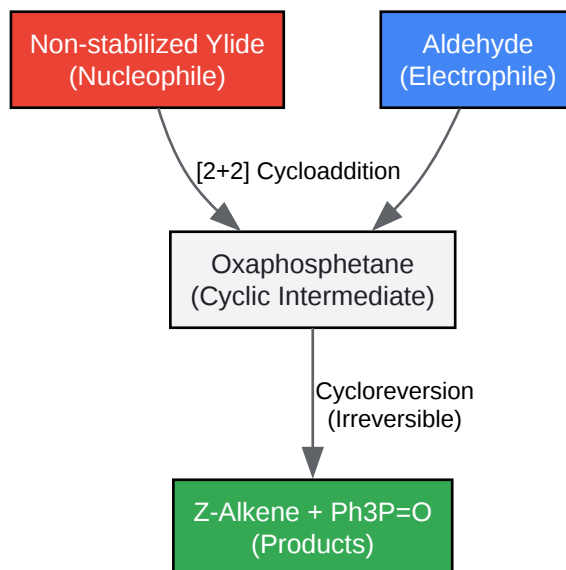 Non-stabilized Ylide
(Nucleophile)
Aldehyde
(Electrophile)
[2+2] Cycloaddition
Oxaphosphetane
(Cyclic Intermediate)
Cycloreversion
(Irreversible)
Z-Alkene + Ph3P=O
(Products)